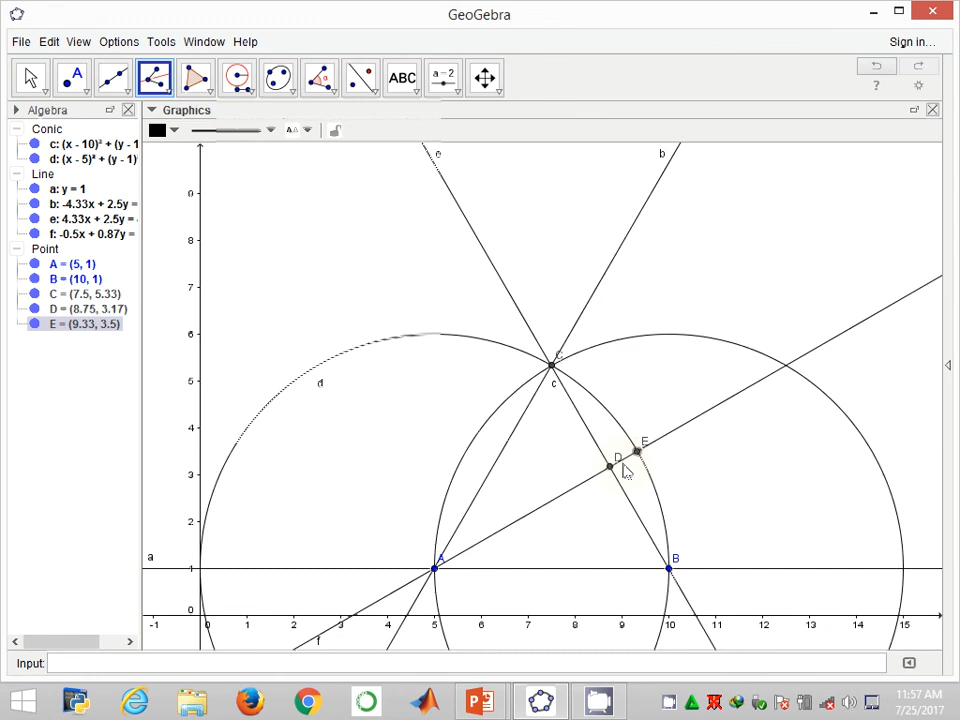 GeoGebra
File Edit View Options Tools Window Help
Sign in...
A
α
ABC
a=2
?
Algebra
Graphics
Conic
c: (x - 10)² + (y - 1
d: (x - 5)² + (y - 1)
Line
a: y = 1
b: -4.33x + 2.5y =
e: 4.33x + 2.5y =
f: -0.5x + 0.87y =
Point
A = (5, 1)
B = (10, 1)
C = (7.5, 5.33)
D = (8.75, 3.17)
E = (9.33, 3.5)
e
b
9
8
7
6
5
4
3
2
1
0
C
d
c
E
D
a
A
B
f
-1 0 1 2 3 4 5 6 7 8 9 10 11 12 13 14 15
Input:
11:57 AM
7/25/2017